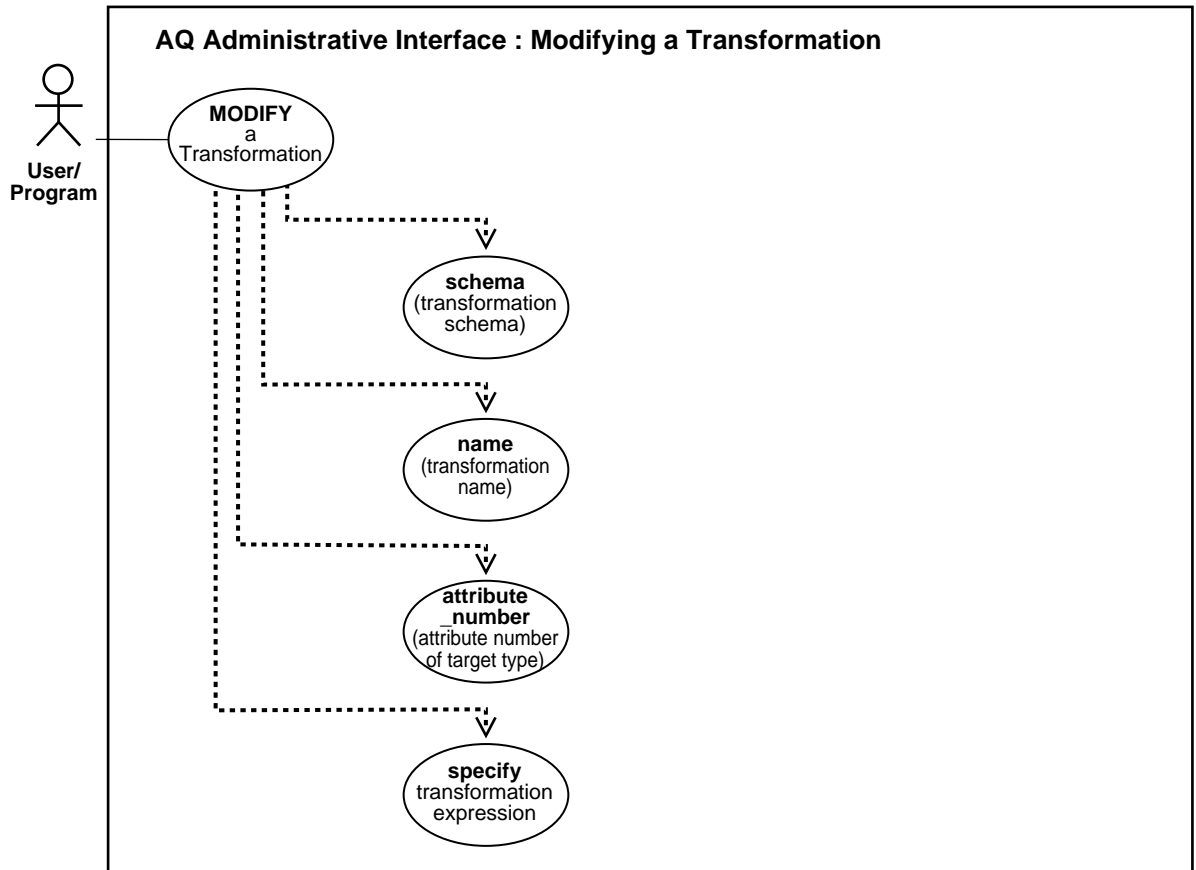 AQ Administrative Interface : Modifying a Transformation
MODIFY
a
Transformation
User/
Program
schema
(transformation
schema)
name
(transformation
name)
attribute
_number
(attribute number
of target type)
specify
transformation
expression